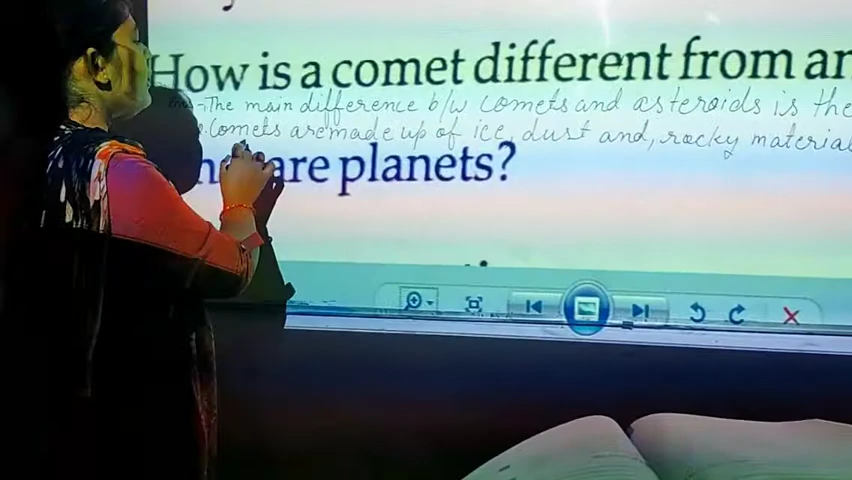 How is a comet different from an
Ans- The main difference b/w comets and asteroids is the
Comets are made up of ice, dust and, rocky material
are planets?